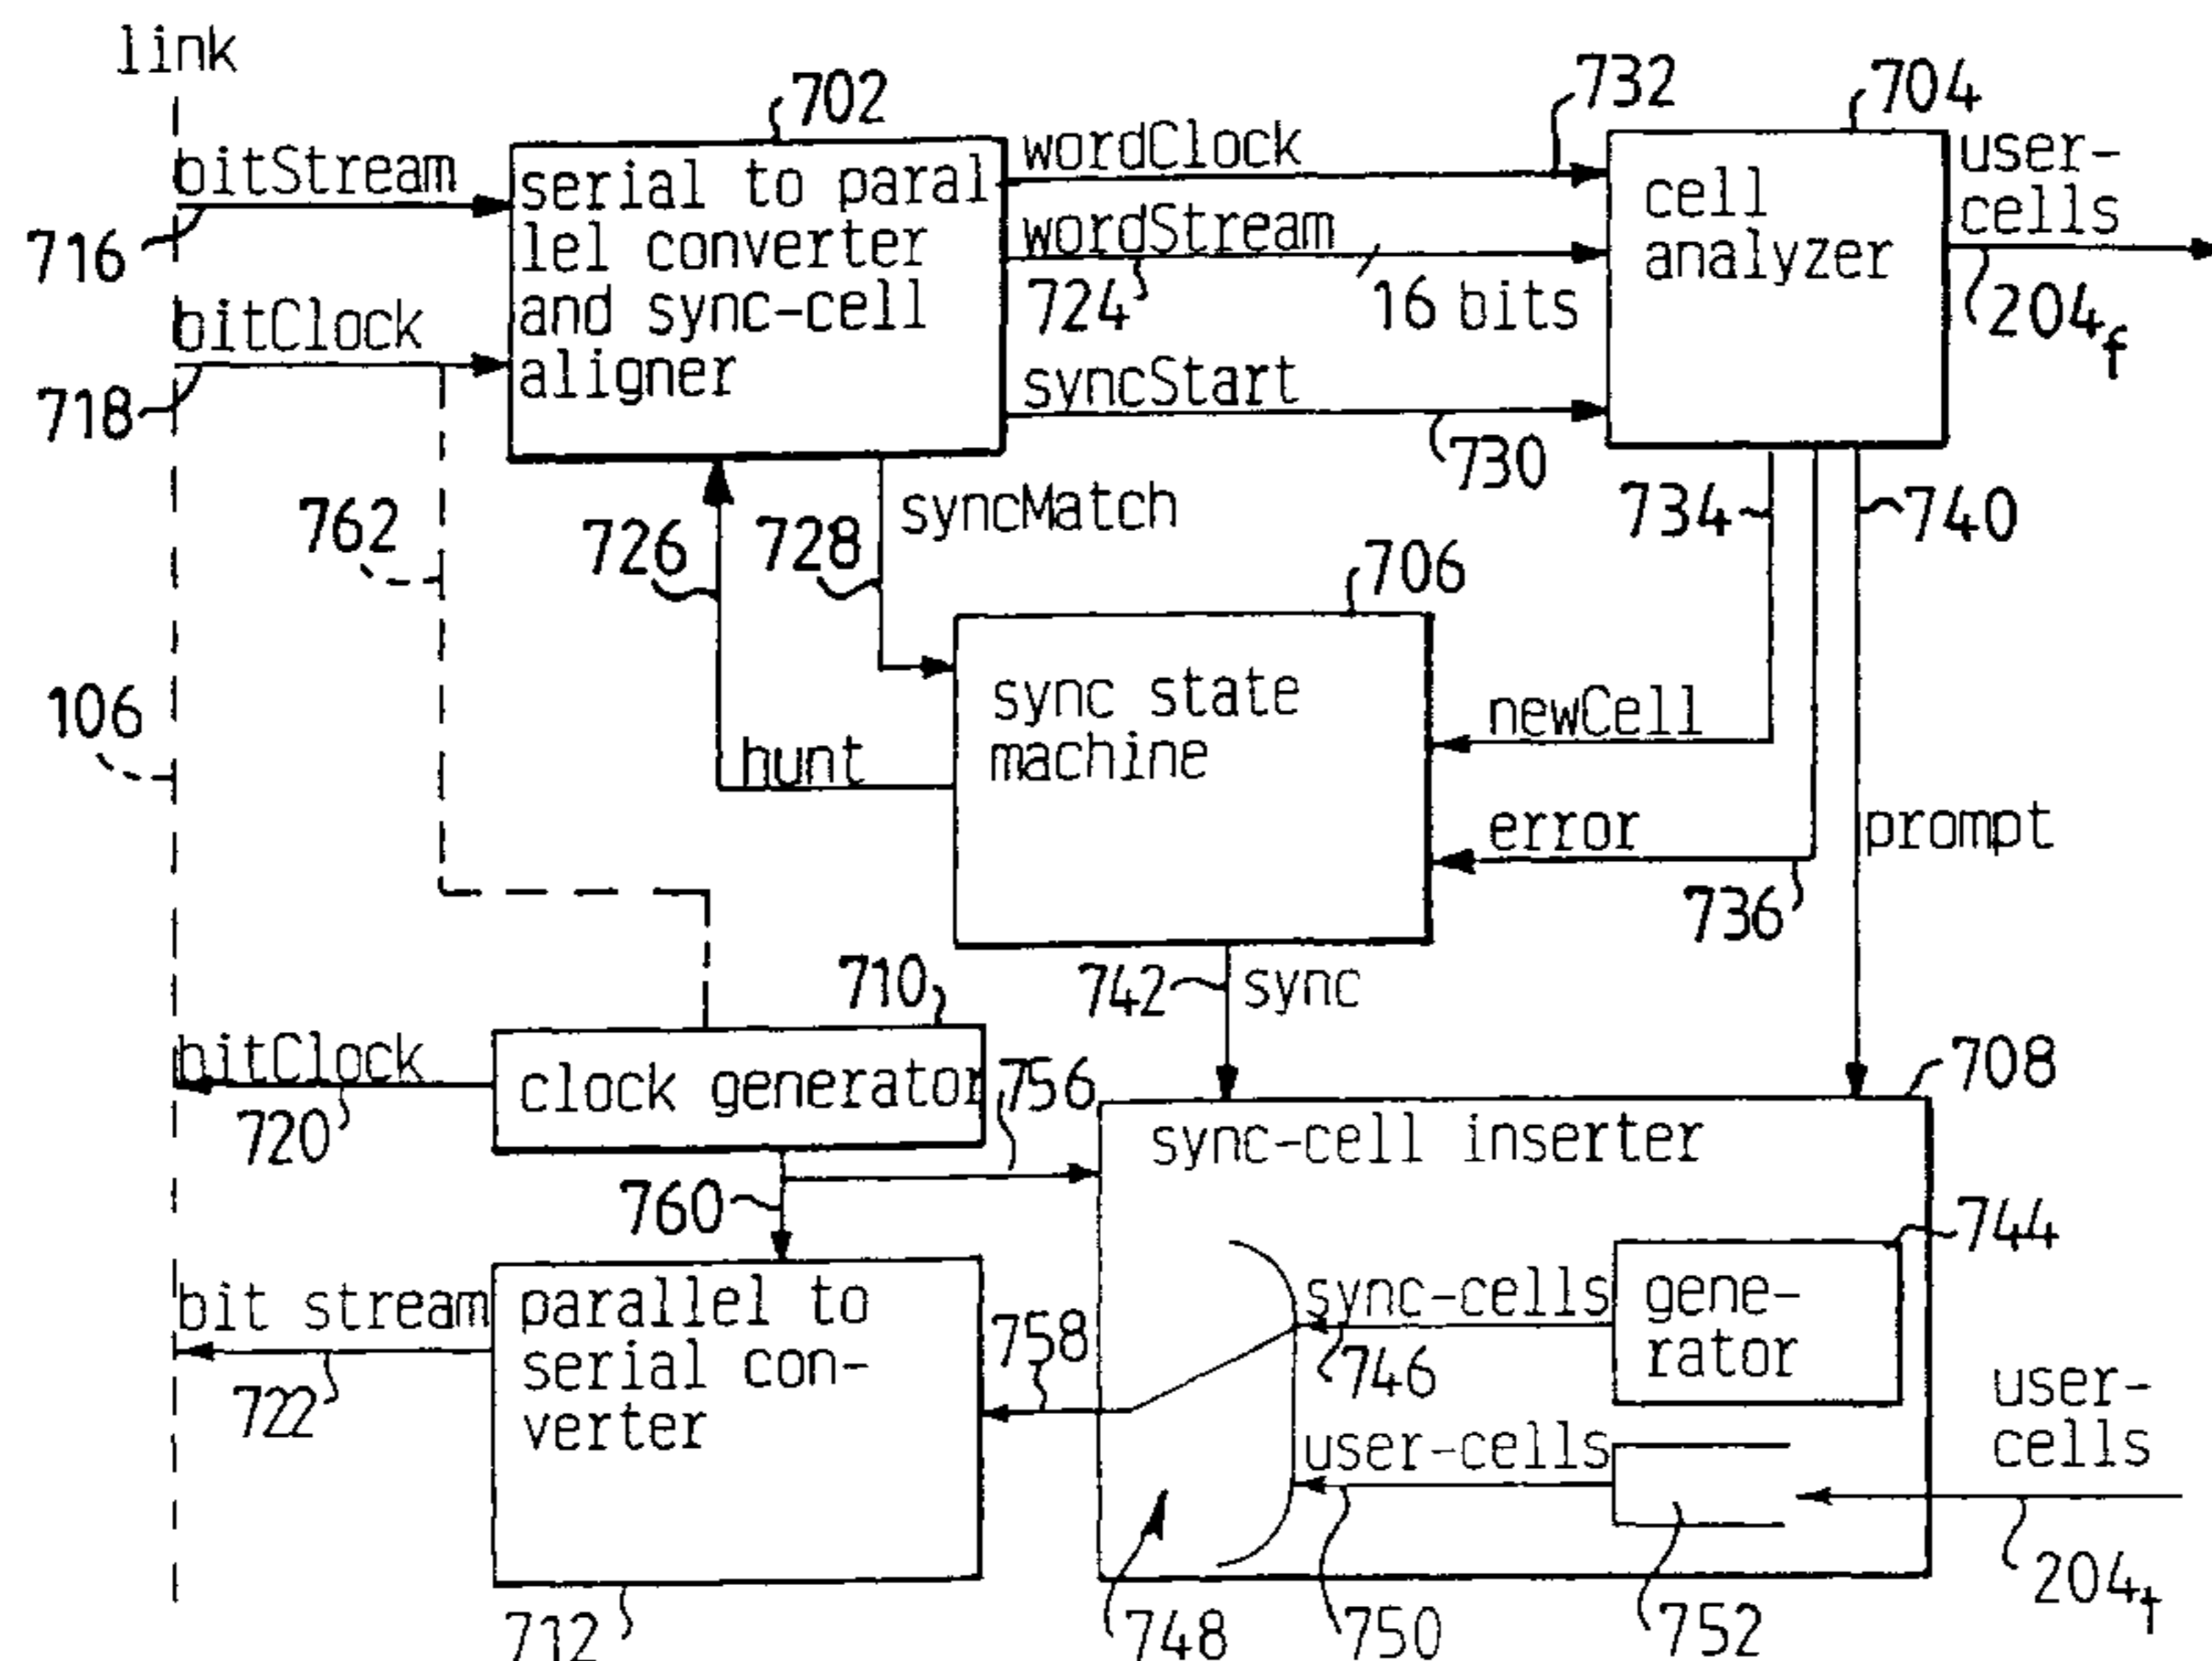 link
702
732
704
bitStream
serial to paral
lel converter
and sync-cell
aligner
wordClock
wordStream
724
16 bits
syncStart
730
cell
analyzer
user-
cells
204f
716
bitClock
718
762
726
728
syncMatch
734
740
706
106
sync state
machine
newCell
hunt
error
prompt
736
742
sync
710
bitClock
clock generator
756
720
760
708
sync-cell inserter
744
bit stream
parallel to
serial con-
verter
758
sync-cells
gene-
rator
746
722
user-cells
user-
cells
712
748
750
752
204t